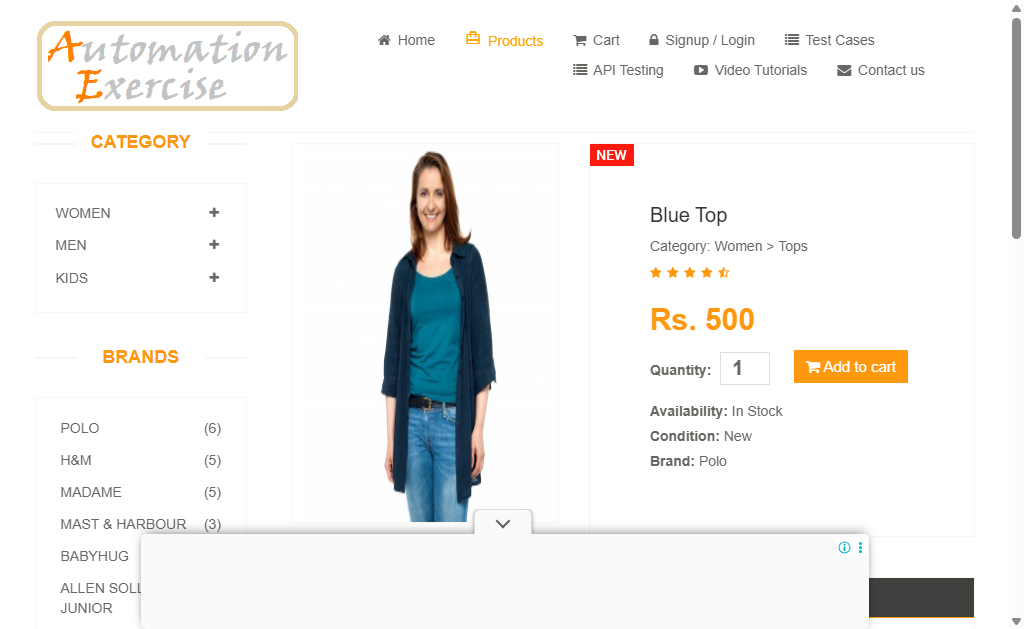 Automation
Exercise
Home
Products
Cart
Signup / Login
Test Cases
API Testing
Video Tutorials
Contact us
CATEGORY
WOMEN
MEN
KIDS
BRANDS
POLO (6)
H&M (5)
MADAME (5)
MAST & HARBOUR (3)
BABYHUG
ALLEN SOLL
JUNIOR
NEW
Blue Top
Category: Women > Tops
Rs. 500
Quantity: 1
Add to cart
Availability: In Stock
Condition: New
Brand: Polo